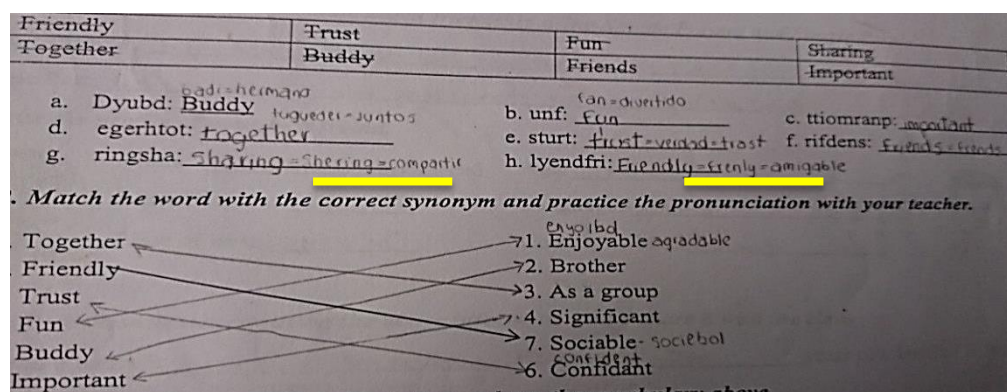 Friendly Trust Fun Sharing
Together Buddy Friends Important
badi=hermano fan=divertido
a. Dyubd: Buddy b. unf: fun c. ttiomranp: important
tugueder-juntos
d. egerhtot: together e. sturt: trust=verdad=trast f. rifdens: friends=frends
g. ringsha: sharing=shering=compartir h. lyendfri: Friendly=frenly=amigable
. Match the word with the correct synonym and practice the pronunciation with your teacher.
enyoibol
Together 1. Enjoyable agradable
Friendly 2. Brother
Trust 3. As a group
Fun 4. Significant
Buddy 7. Sociable- sociebol
confident
Important 6. Confidant